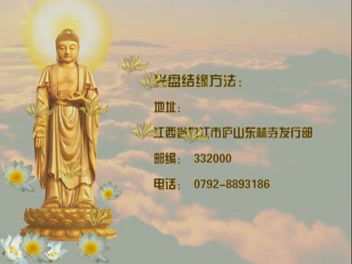 光盘结缘方法：
地址：
江西省九江市庐山东林寺发行部
邮编： 332000
电话： 0792-8893186